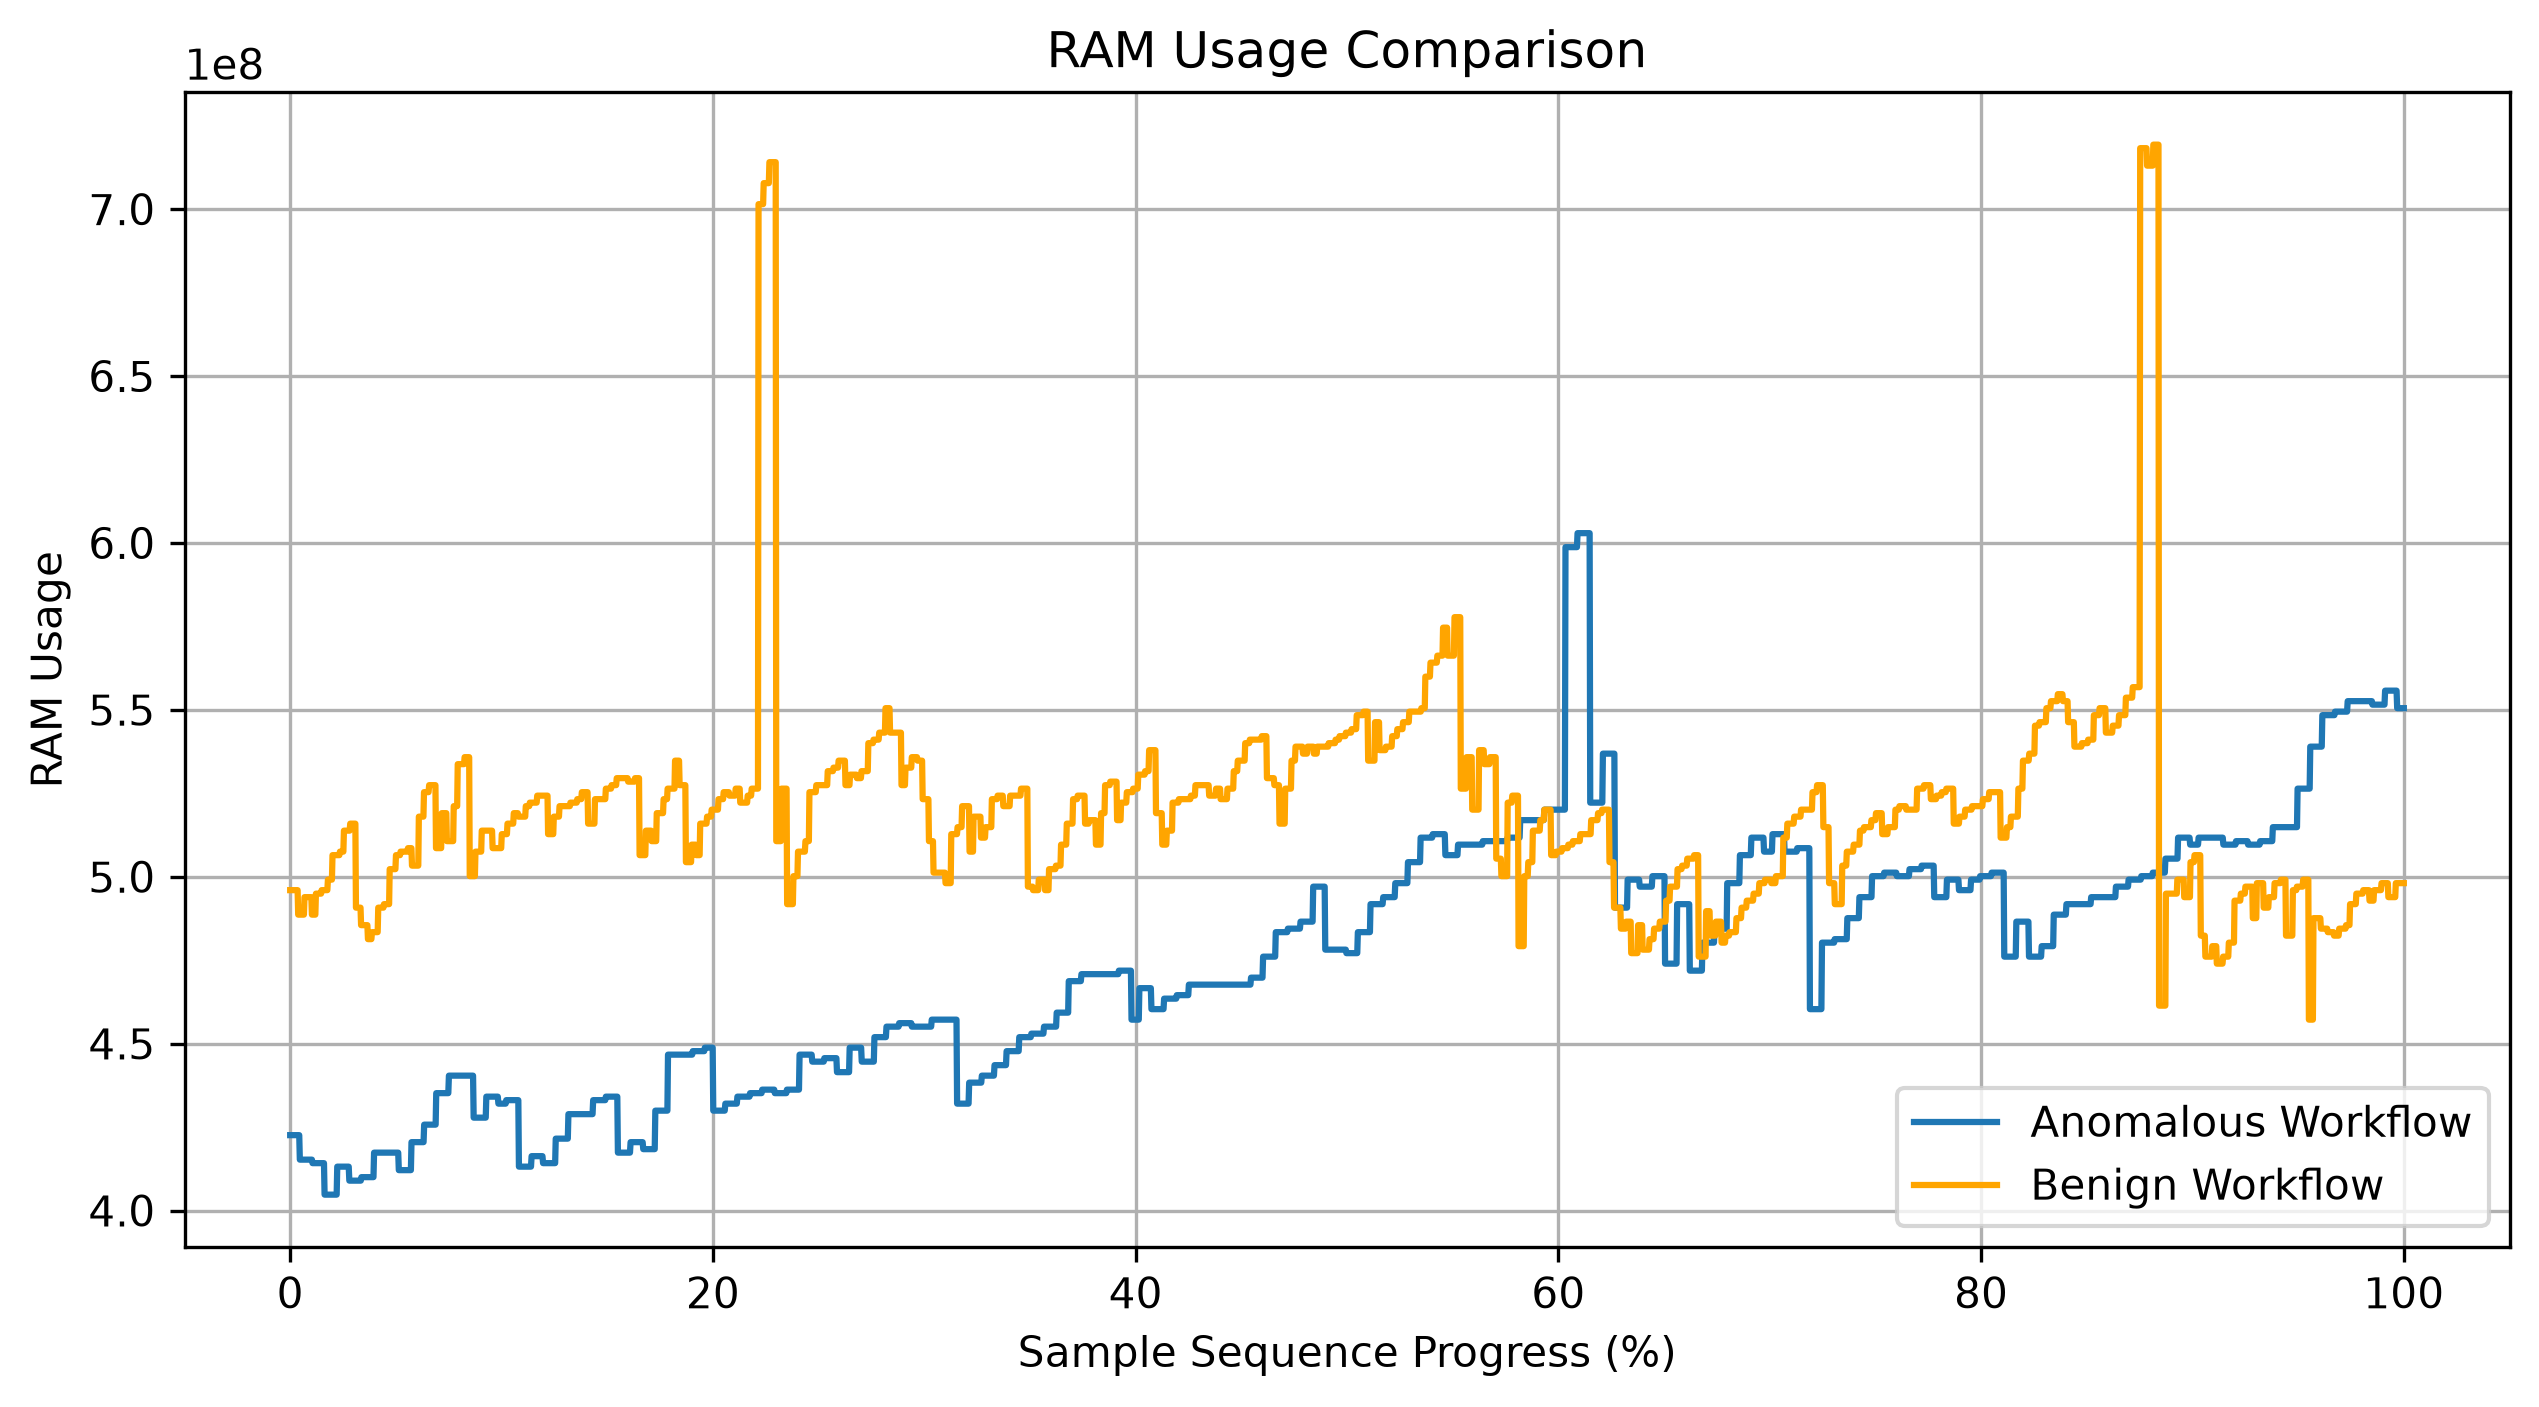 RAM Usage Comparison
1e8
RAM Usage
7.0
6.5
6.0
5.5
5.0
4.5
4.0
Anomalous Workflow
Benign Workflow
0 20 40 60 80 100
Sample Sequence Progress (%)